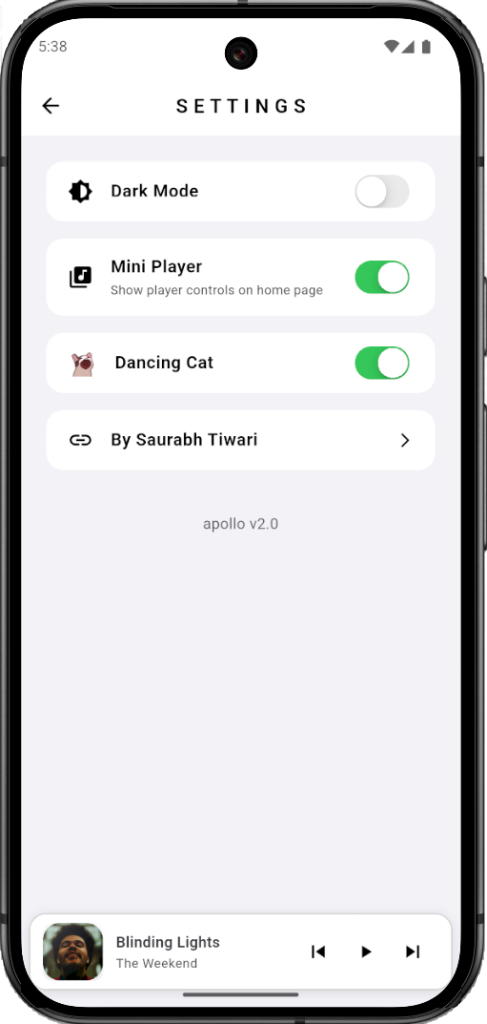 5:38
SETTINGS
Dark Mode
Mini Player
Show player controls on home page
Dancing Cat
By Saurabh Tiwari
apollo v2.0
Blinding Lights
The Weekend